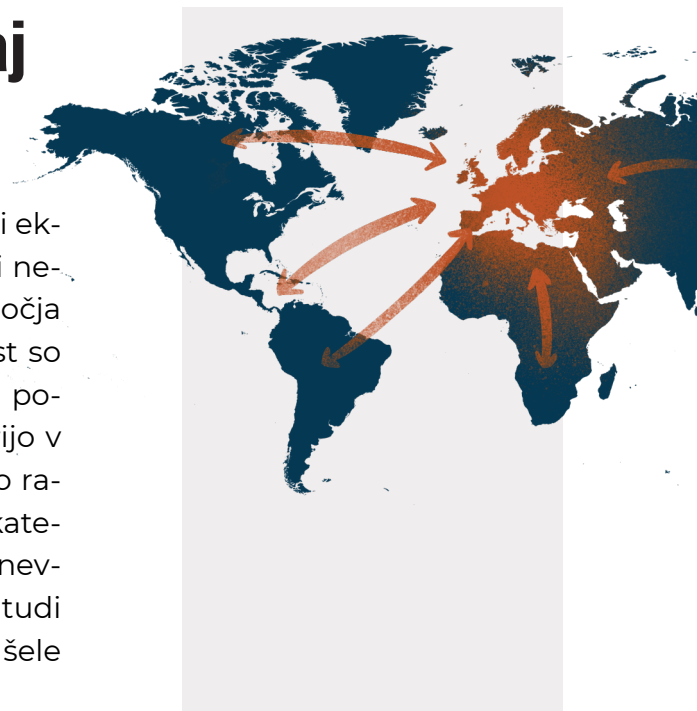 aj
i ek-
i ne-
očja
st so
po-
ijo v
o ra-
kate-
nev-
tudi
šele